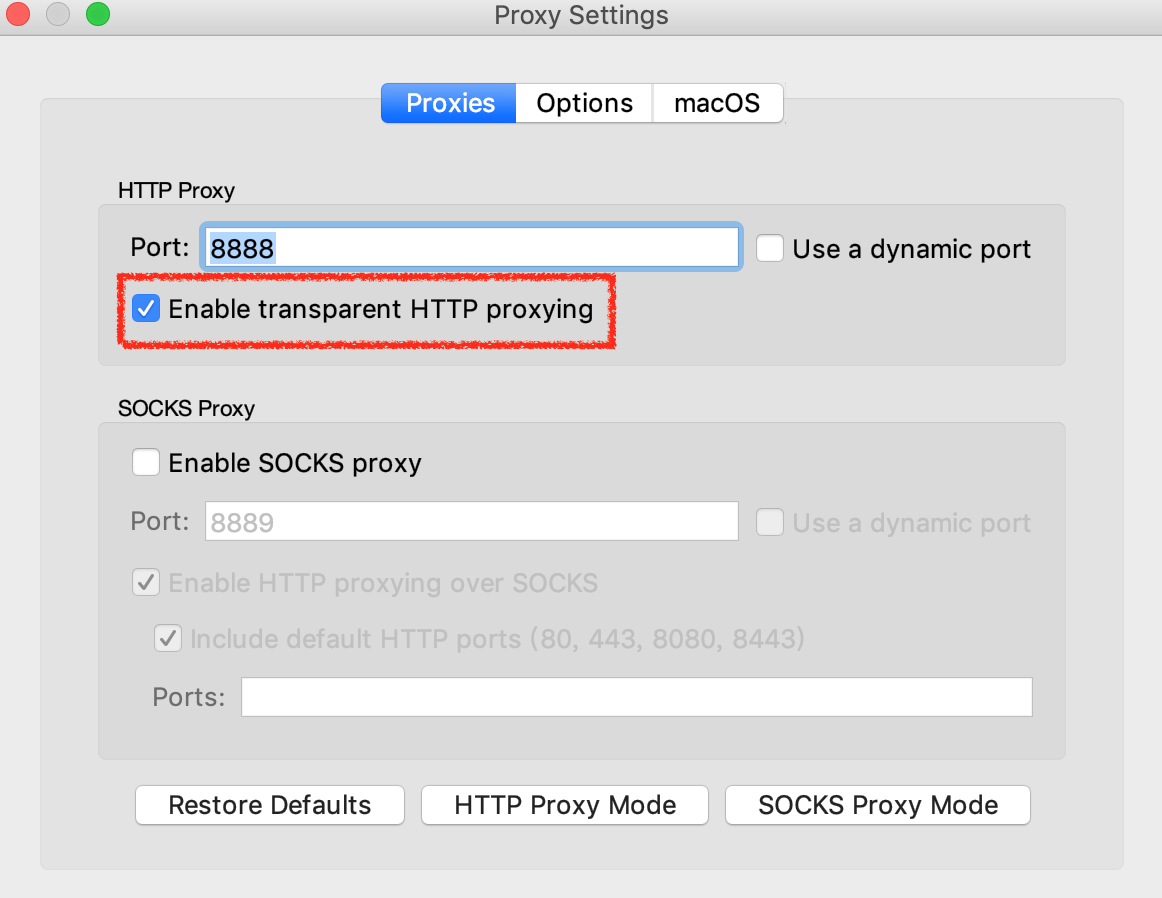 Proxy Settings
Proxies Options macOS
HTTP Proxy
Port: 8888 Use a dynamic port
Enable transparent HTTP proxying
SOCKS Proxy
Enable SOCKS proxy
Port: 8889 Use a dynamic port
Enable HTTP proxying over SOCKS
Include default HTTP ports (80, 443, 8080, 8443)
Ports:
Restore Defaults HTTP Proxy Mode SOCKS Proxy Mode